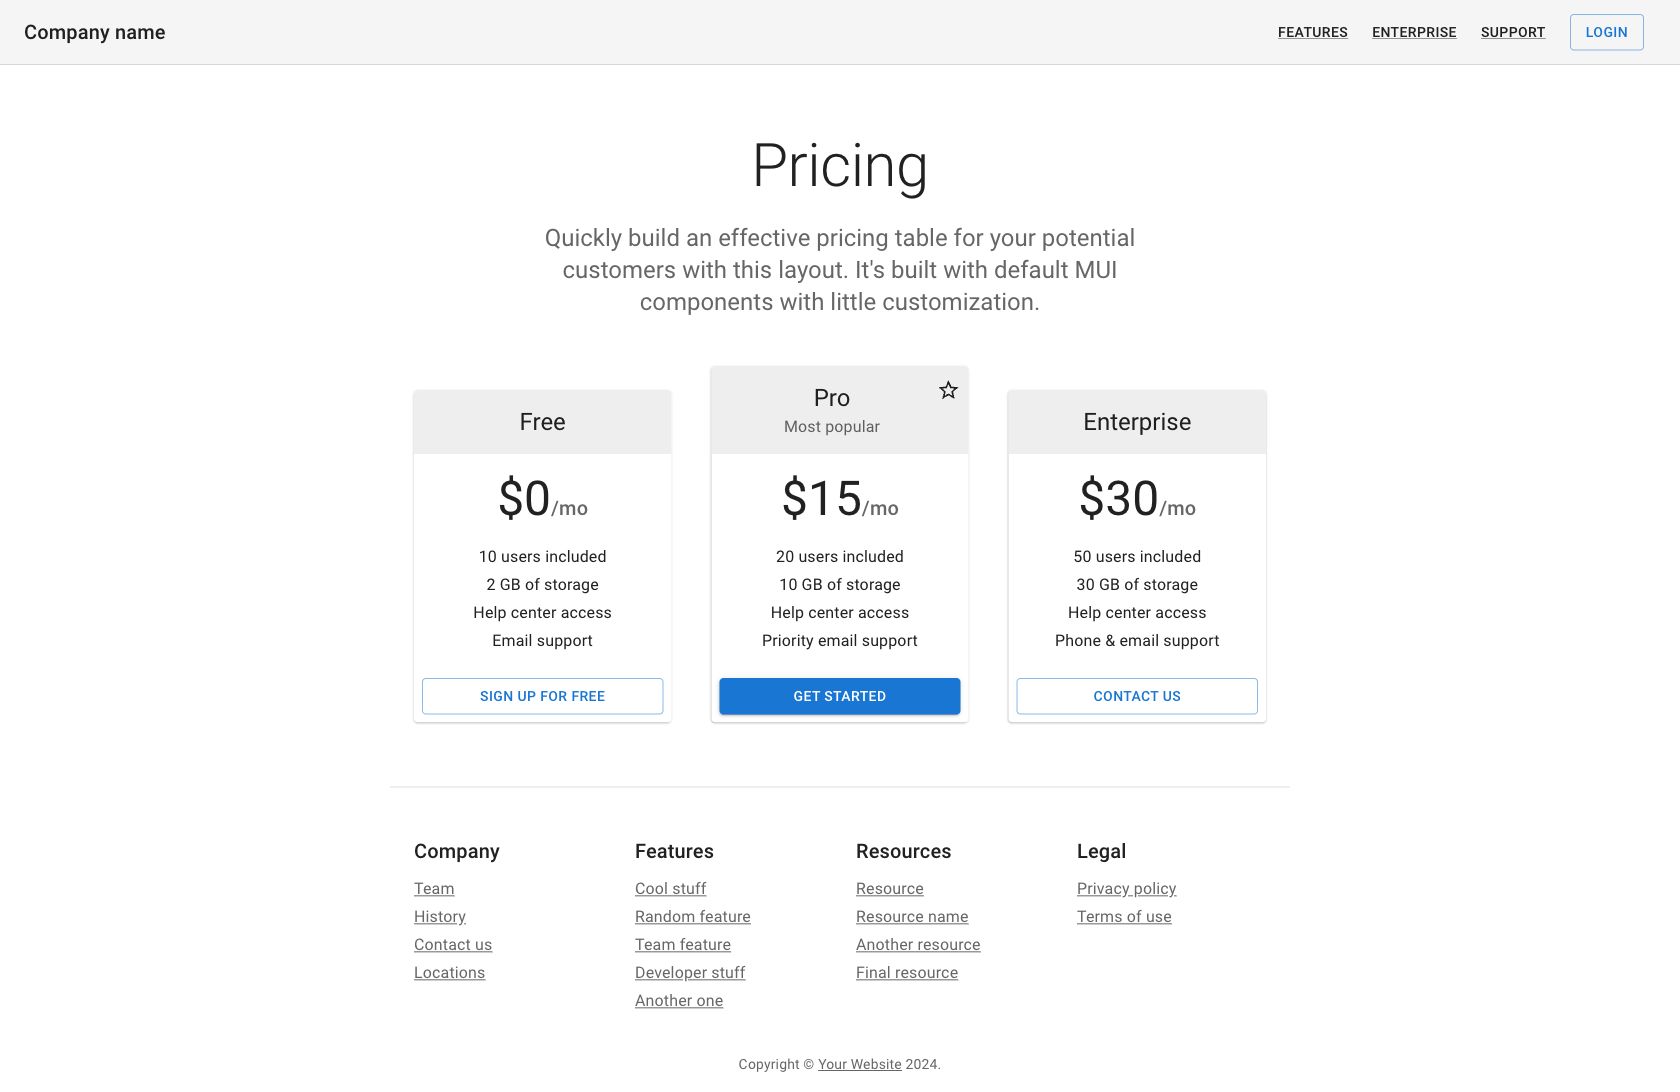 Company name
FEATURES ENTERPRISE SUPPORT LOGIN
Pricing
Quickly build an effective pricing table for your potential
customers with this layout. It's built with default MUI
components with little customization.
Free
$0/mo
10 users included
2 GB of storage
Help center access
Email support
SIGN UP FOR FREE
Pro
Most popular
$15/mo
20 users included
10 GB of storage
Help center access
Priority email support
GET STARTED
Enterprise
$30/mo
50 users included
30 GB of storage
Help center access
Phone & email support
CONTACT US
Company
Team
History
Contact us
Locations
Features
Cool stuff
Random feature
Team feature
Developer stuff
Another one
Resources
Resource
Resource name
Another resource
Final resource
Legal
Privacy policy
Terms of use
Copyright © Your Website 2024.